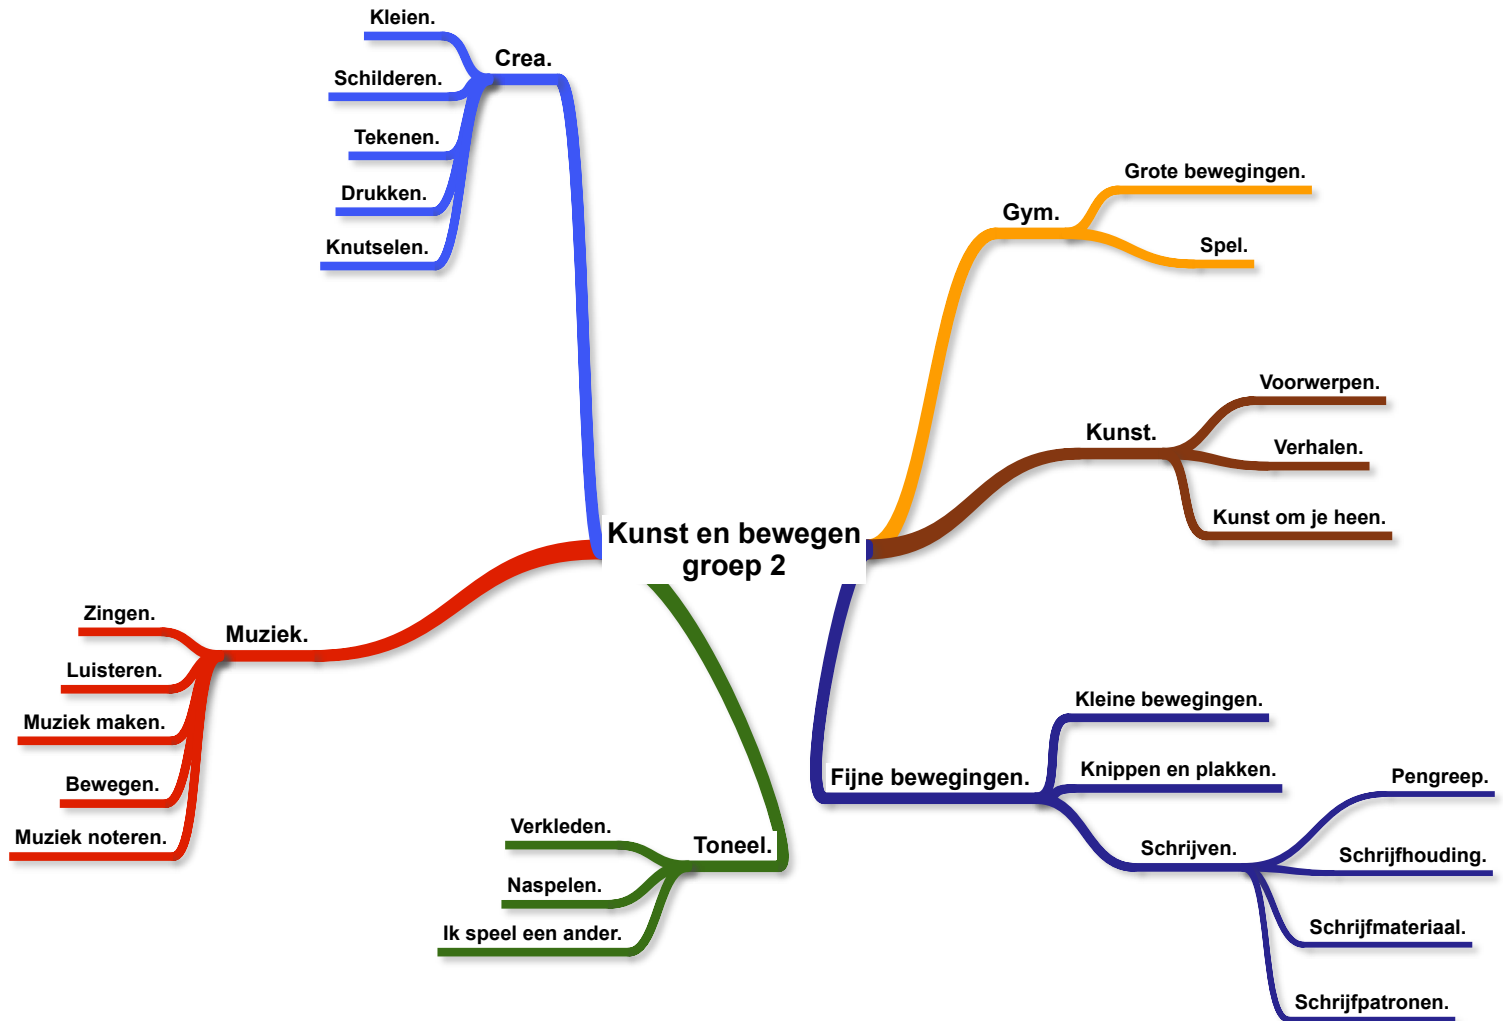 Kunst en bewegen
groep 2
Crea.
Kleien.
Schilderen.
Tekenen.
Drukken.
Knutselen.
Gym.
Grote bewegingen.
Spel.
Kunst.
Voorwerpen.
Verhalen.
Kunst om je heen.
Fijne bewegingen.
Kleine bewegingen.
Knippen en plakken.
Schrijven.
Pengreep.
Schrijfhouding.
Schrijfmateriaal.
Schrijfpatronen.
Toneel.
Verkleden.
Naspelen.
Ik speel een ander.
Muziek.
Zingen.
Luisteren.
Muziek maken.
Bewegen.
Muziek noteren.